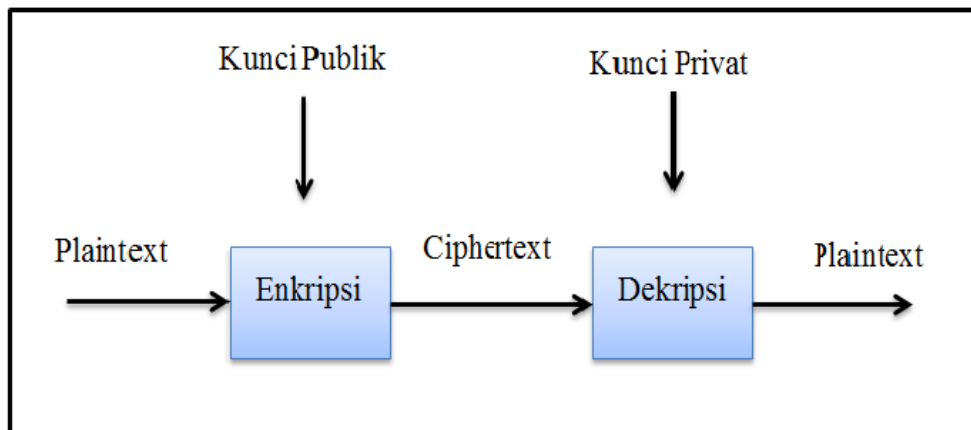 Kunci Publik
Kunci Privat
Plaintext
Enkripsi
Ciphertext
Dekripsi
Plaintext